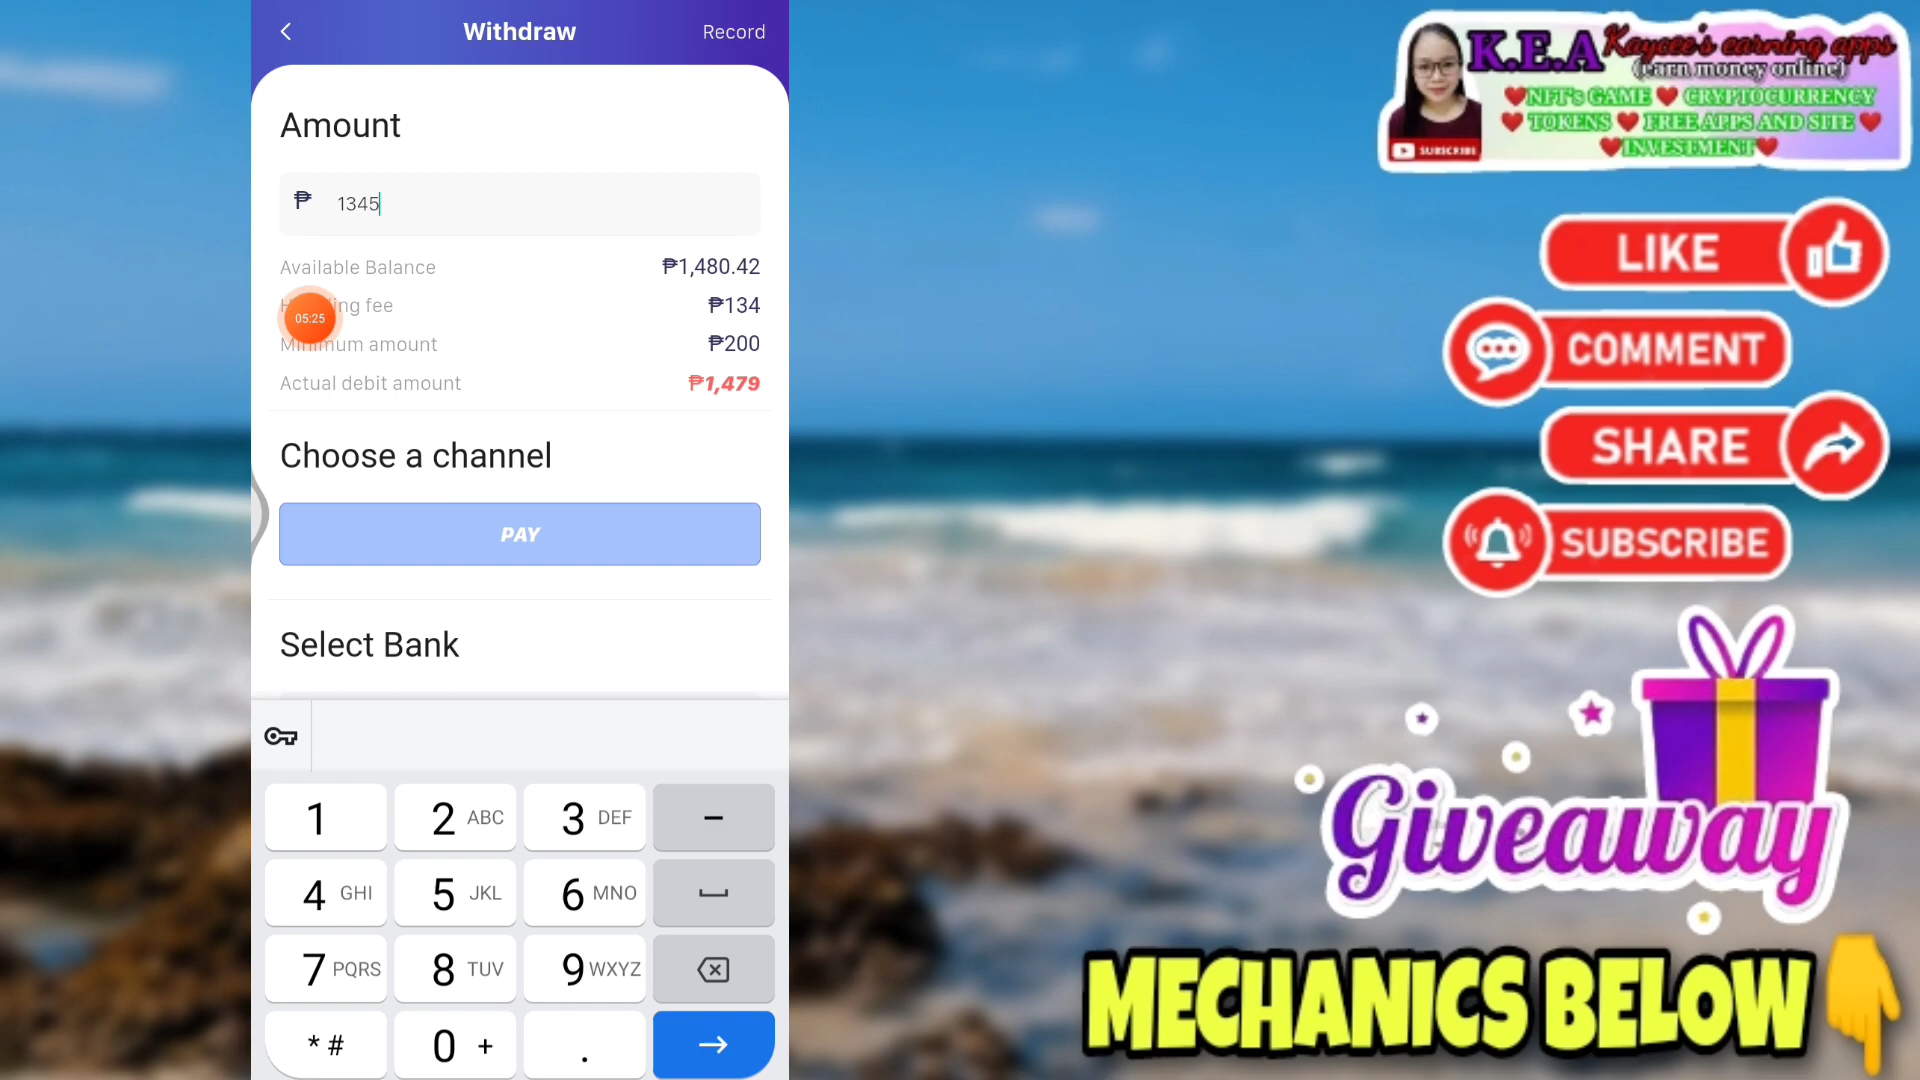 Withdraw
Record
Amount
₱ 1345
Available Balance ₱1,480.42
ing fee ₱134
Minimum amount ₱200
Actual debit amount ₱1,479
05:25
Choose a channel
PAY
Select Bank
1
2 ABC
3 DEF
–
4 GHI
5 JKL
6 MNO
7 PQRS
8 TUV
9 WXYZ
* #
0 +
.
K.E.A Kaycee's earning apps
(earn money online)
❤️NFT's GAME ❤️ CRYPTOCURRENCY
❤️ TOKENS ❤️ FREE APPS AND SITE ❤️
❤️INVESTMENT❤️
SUBSCRIBE
LIKE
COMMENT
SHARE
SUBSCRIBE
Giveaway
MECHANICS BELOW